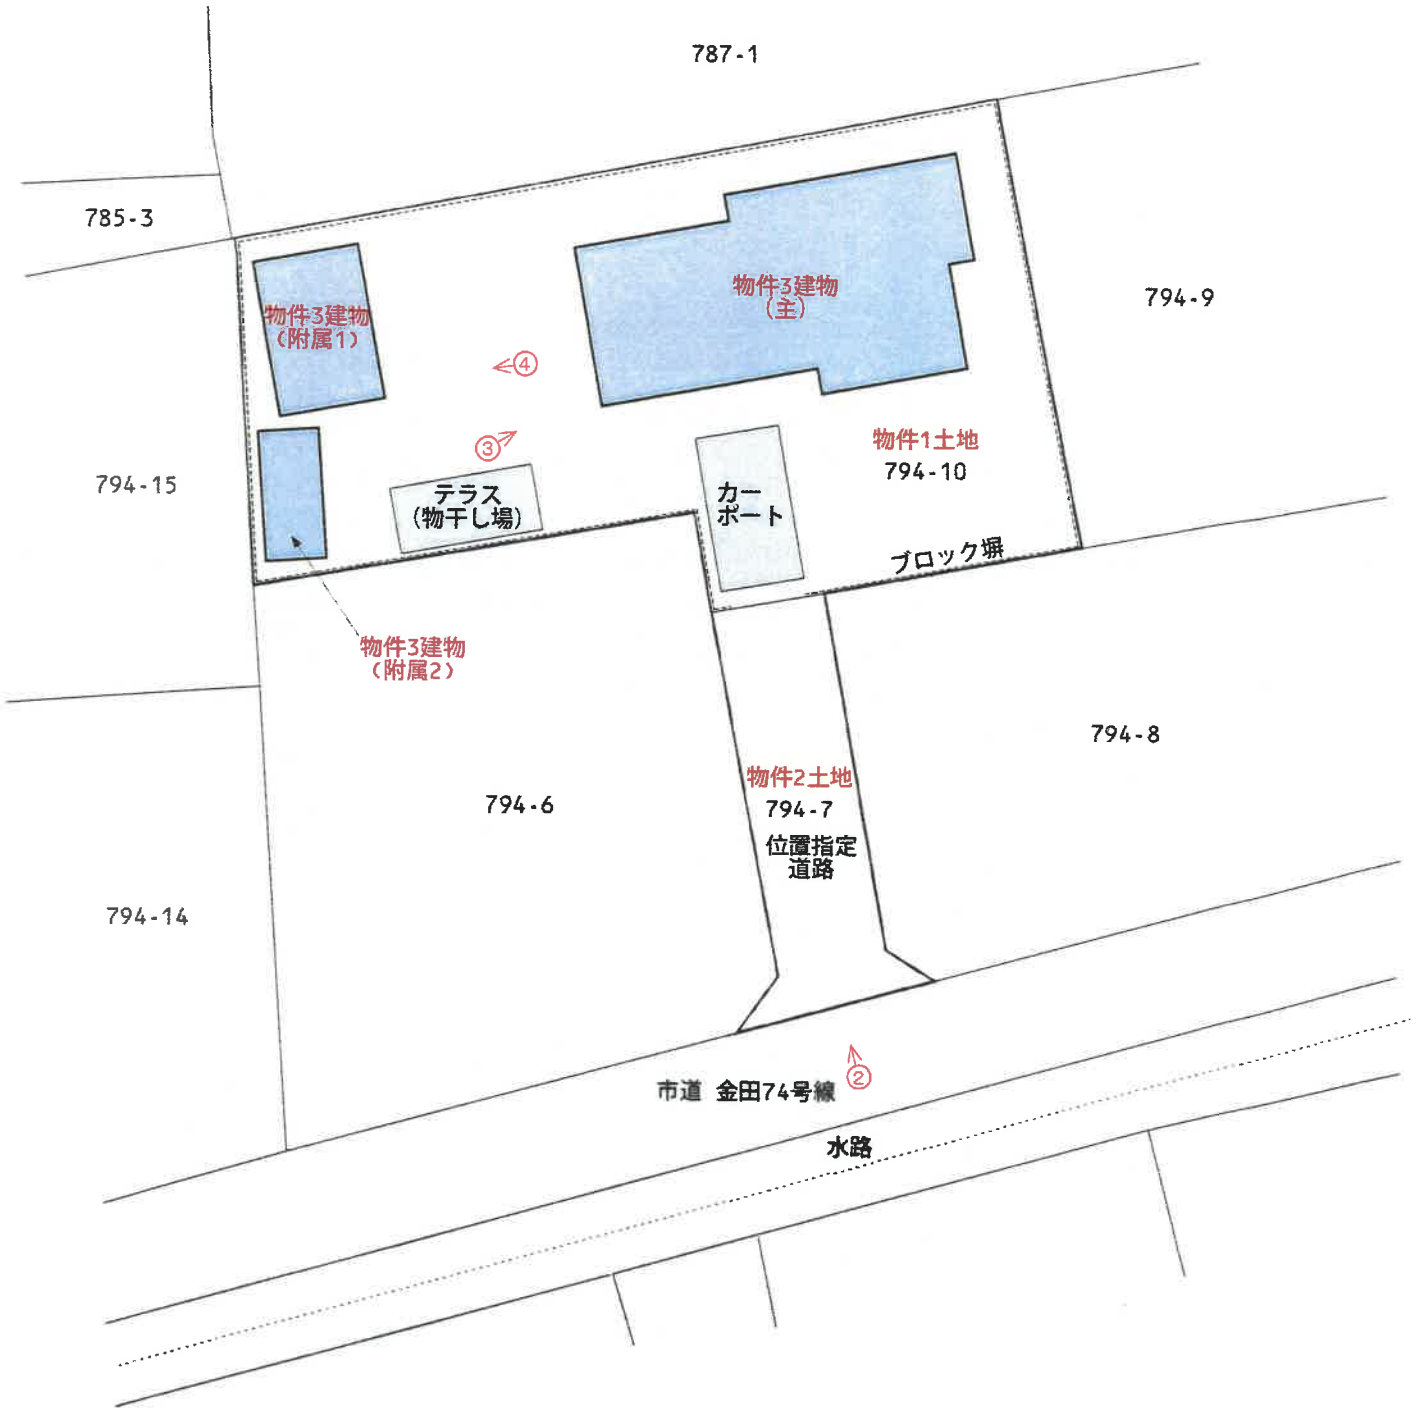 787-1
785-3
物件3建物
(主)
794-9
物件3建物
(附属1)
④
③
物件1土地
794-10
794-15
テラス
(物干し場)
カー
ポート
ブロック塀
物件3建物
(附属2)
794-8
物件2土地
794-7
794-6
位置指定
道路
794-14
市道 金田74号線
②
水路